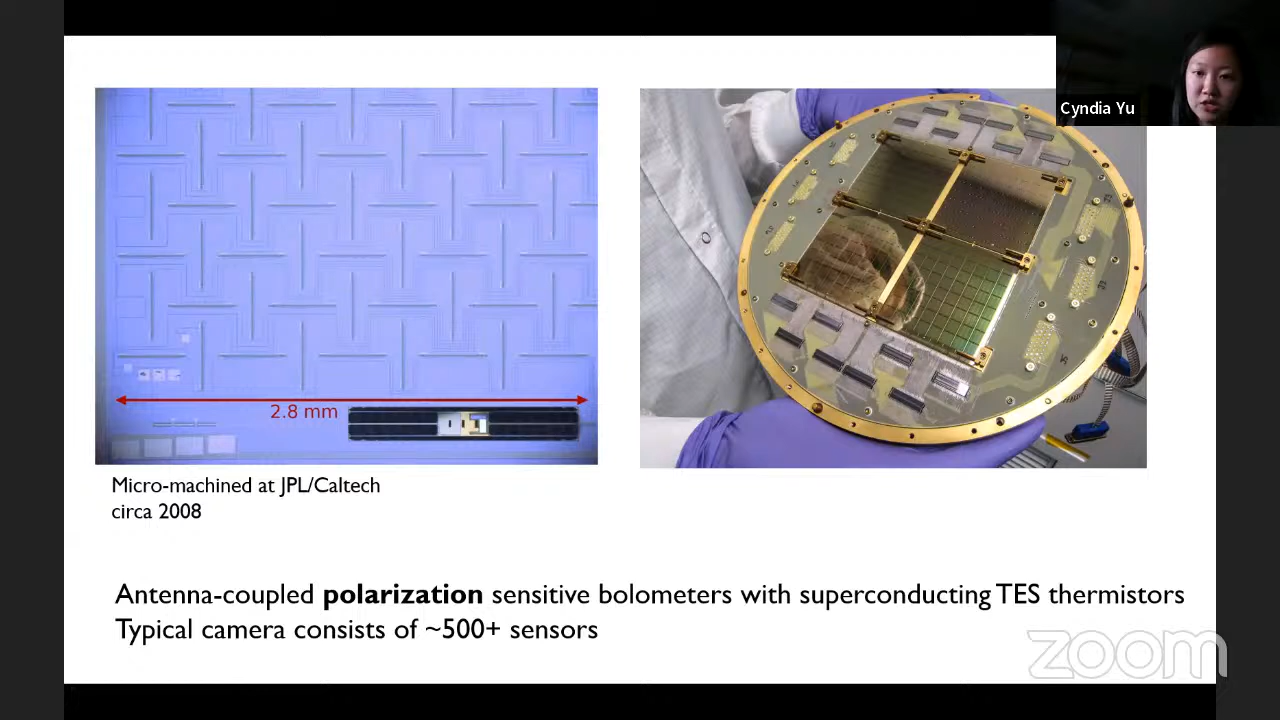 Cyndia Yu
2.8 mm
Micro-machined at JPL/Caltech
circa 2008
Antenna-coupled polarization sensitive bolometers with superconducting TES thermistors
Typical camera consists of ~500+ sensors
zoom